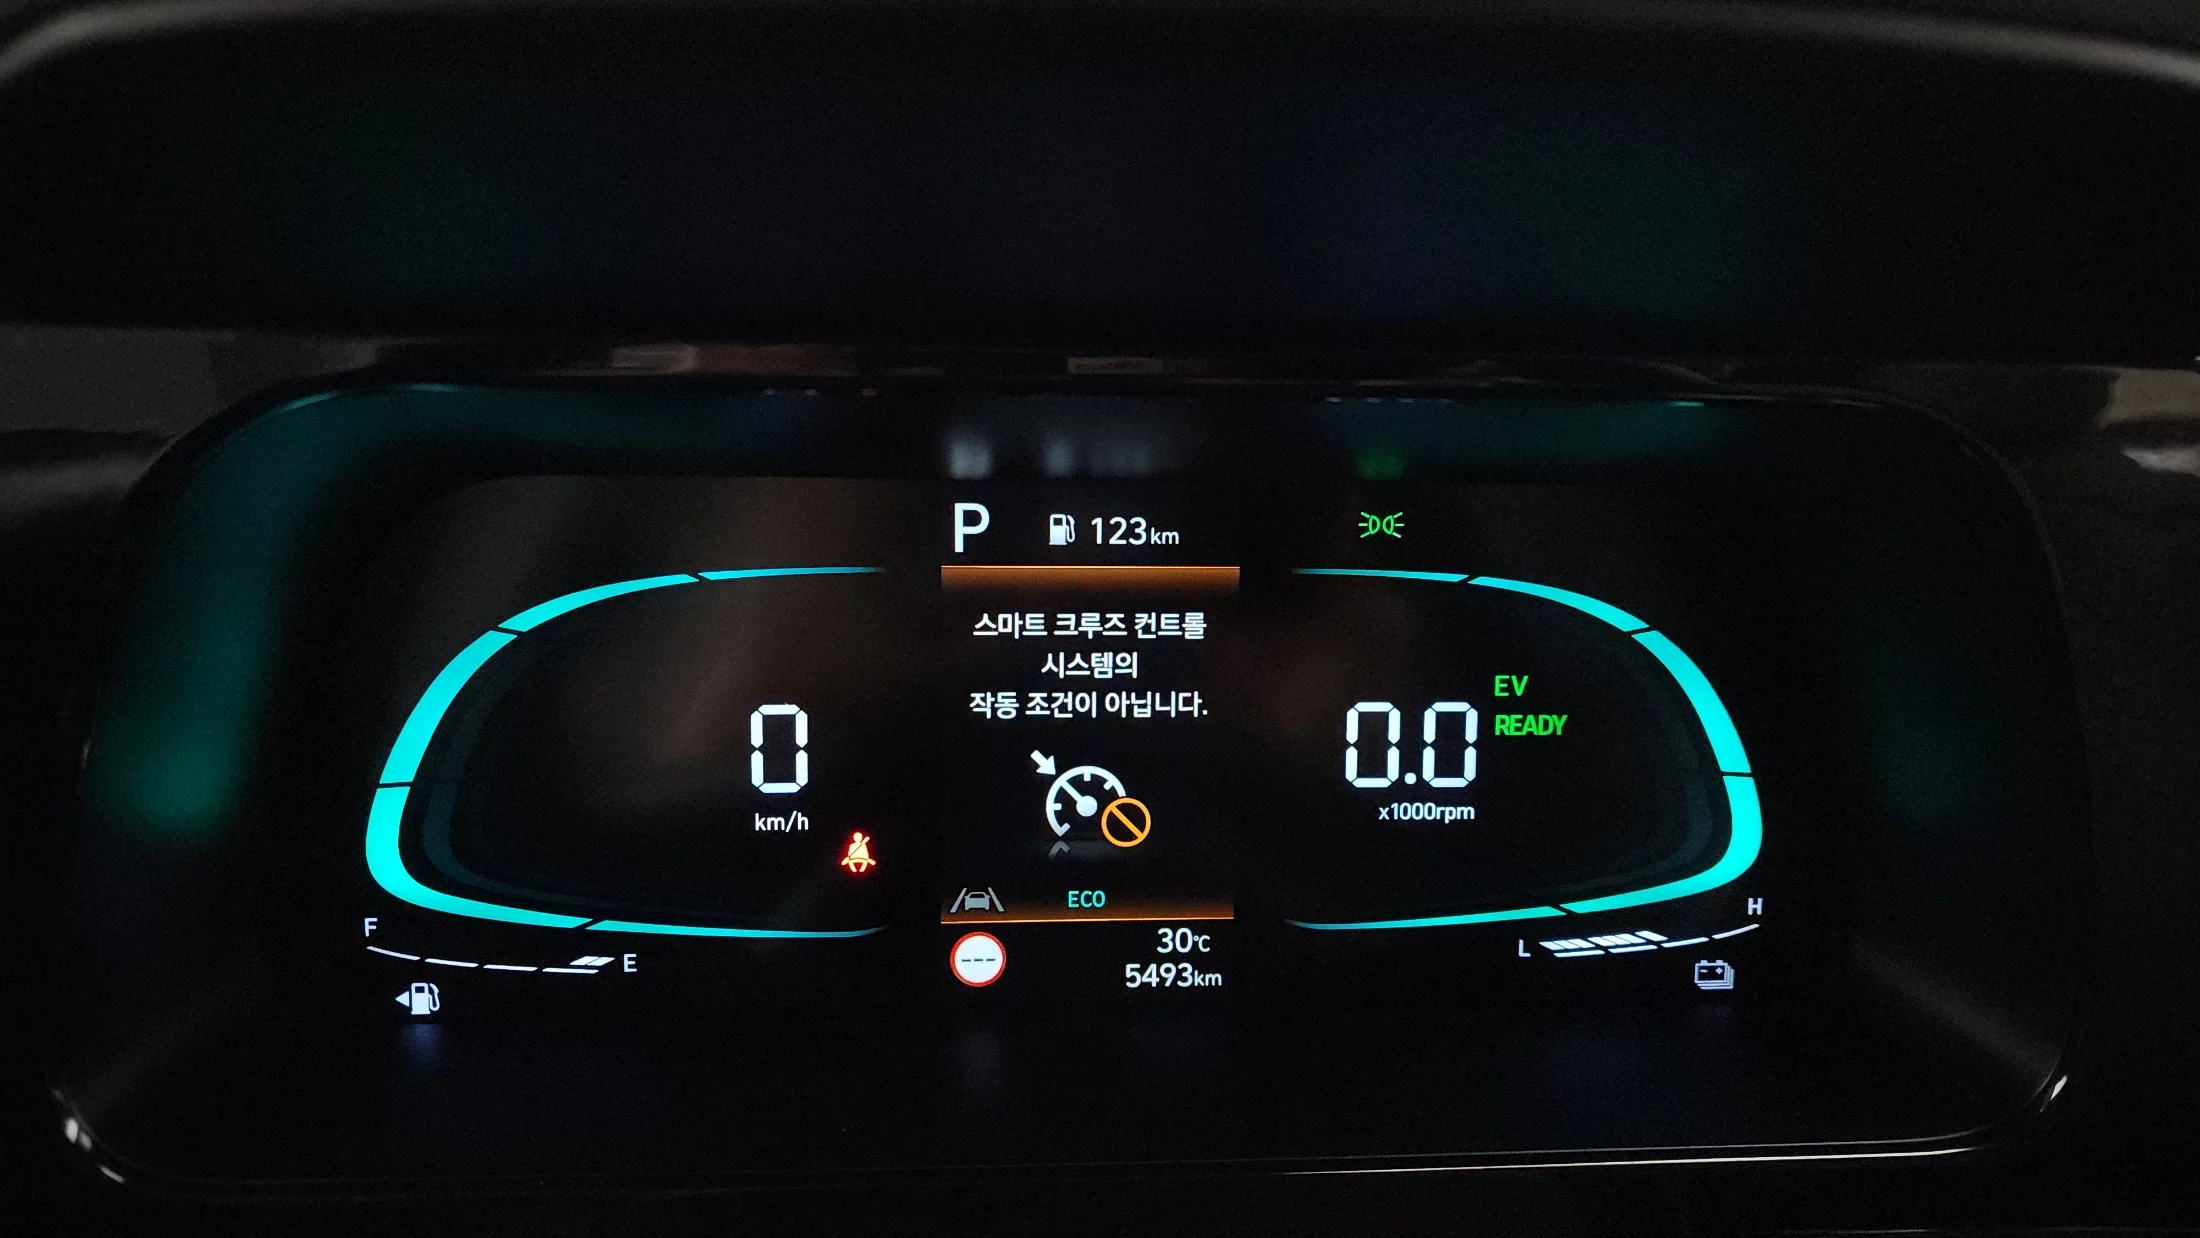 P 123km
스마트 크루즈 컨트롤
시스템의
작동 조건이 아닙니다.
0
km/h
0.0
x1000rpm
EV
READY
ECO
F E
---
30℃
5493km
L H